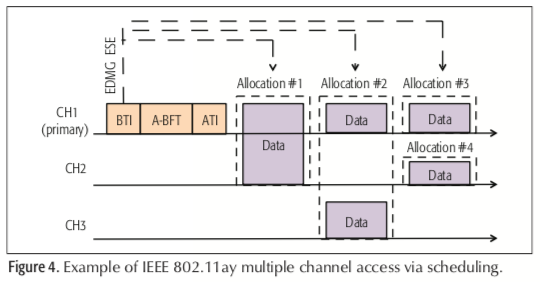 EDMG ESE
Allocation #1
Allocation #2
Allocation #3
CH1
(primary)
BTI
A-BFT
ATI
Data
Data
Data
Allocation #4
CH2
Data
CH3
Data
Figure 4. Example of IEEE 802.11ay multiple channel access via scheduling.